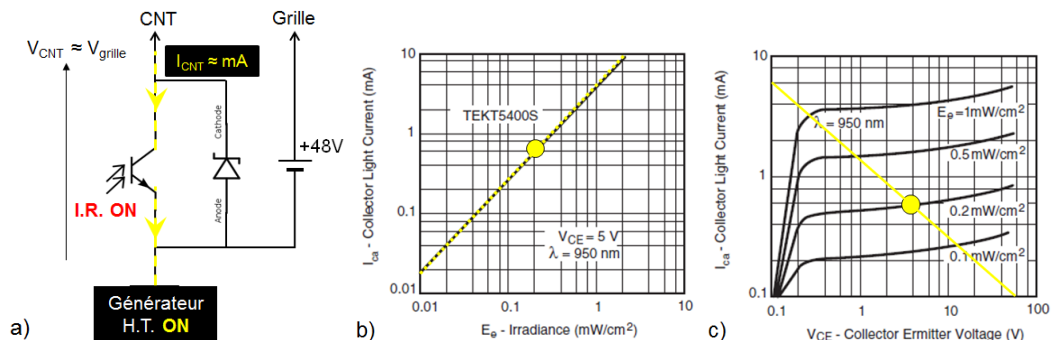 CNT
Grille
V_CNT ≈ V_grille
I_CNT ≈ mA
Cathode
Anode
+48V
I.R. ON
Générateur
H.T. ON
a)
10
1
0.1
0.01
I_ca - Collector Light Current (mA)
TEKT5400S
V_CE = 5 V
λ = 950 nm
0.01
0.1
1
10
E_e - Irradiance (mW/cm²)
b)
10
1
0.1
I_ca - Collector Light Current (mA)
E_e=1mW/cm2
λ = 950 nm
0.5mW/cm2
0.2mW/cm2
0.1mW/cm2
0.1
1
10
100
V_CE - Collector Ermitter Voltage (V)
c)